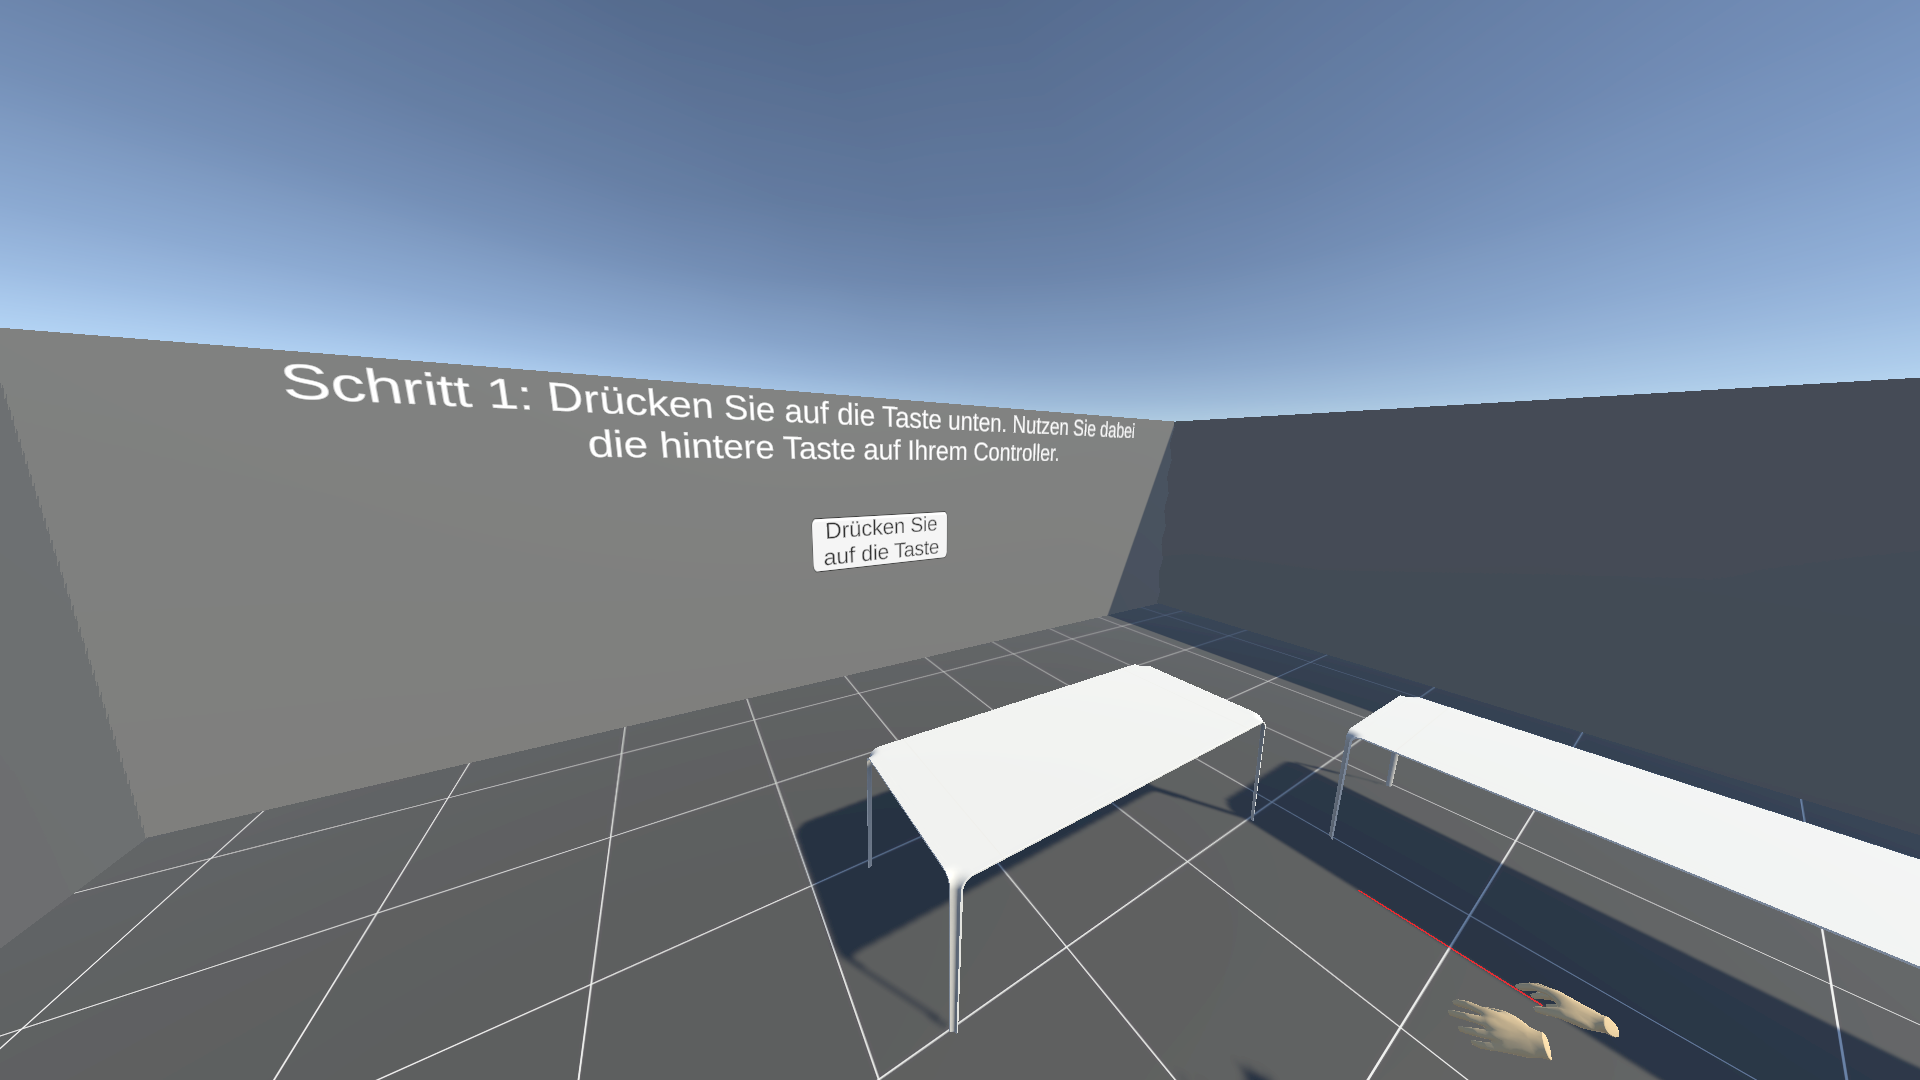 Schritt 1: Drücken Sie auf die Taste unten. Nutzen Sie dabei
die hintere Taste auf Ihrem Controller.
Drücken Sie
auf die Taste